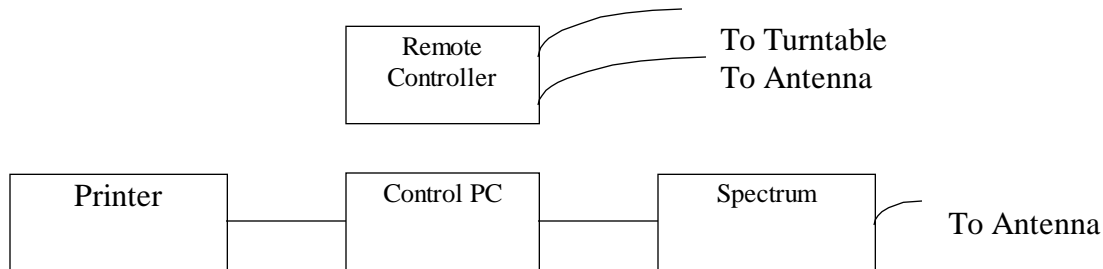 Remote
Controller
To Turntable
To Antenna
Printer
Control PC
Spectrum
To Antenna